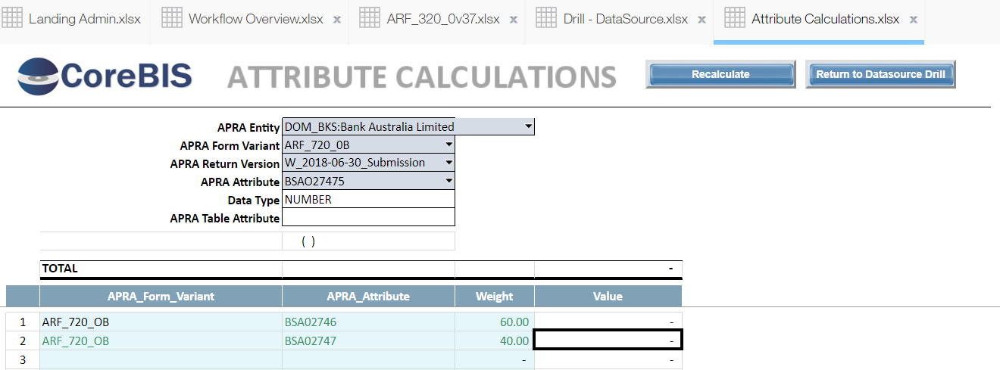 Landing Admin.xlsx Workflow Overview.xlsx x ARF_320_0v37.xlsx x Drill - DataSource.xlsx x Attribute Calculations.xlsx x
CoreBIS ATTRIBUTE CALCULATIONS Recalculate Return to Datasource Drill
APRA Entity DOM_BKS:Bank Australia Limited
APRA Form Variant ARF_720_0B
APRA Return Version W_2018-06-30_Submission
APRA Attribute BSAO27475
Data Type NUMBER
APRA Table Attribute
( )
TOTAL -
APRA_Form_Variant APRA_Attribute Weight Value
1 ARF_720_OB BSA02746 60.00 -
2 ARF_720_OB BSA02747 40.00 -
3 - -